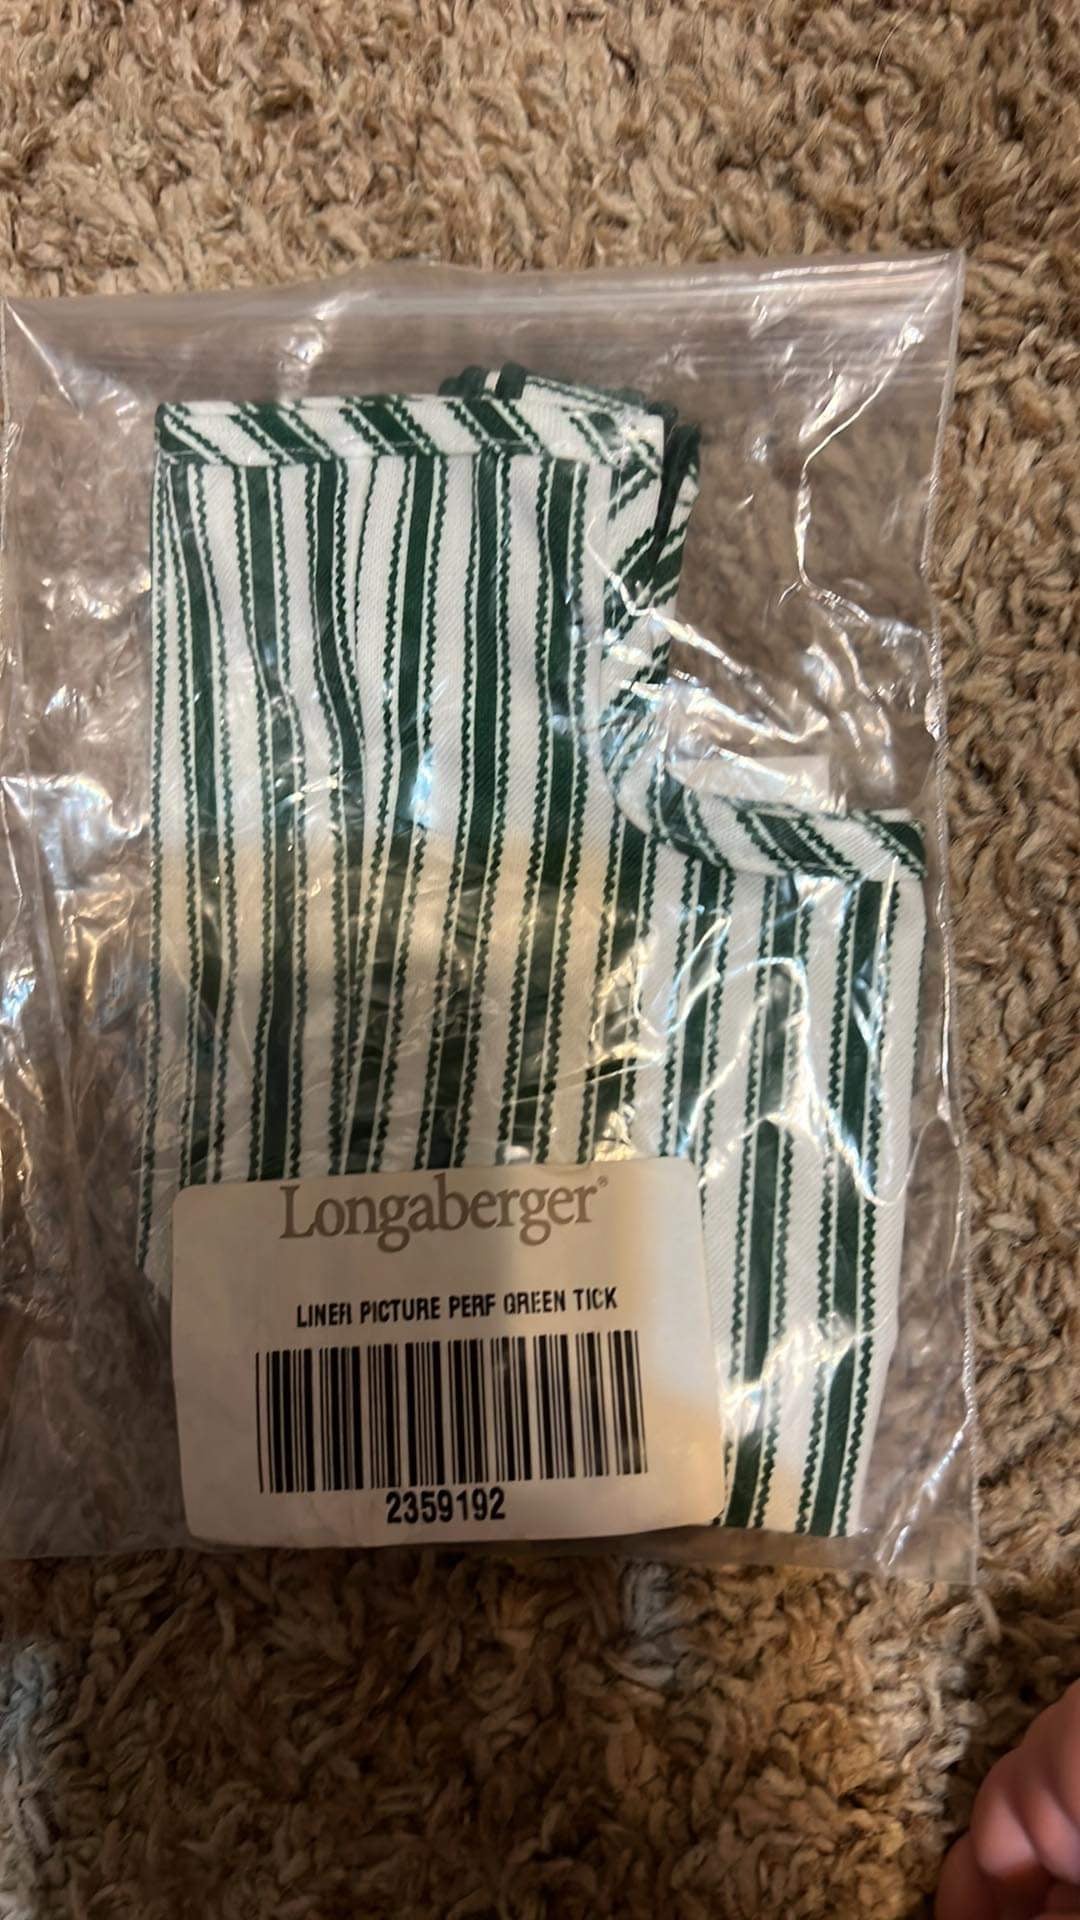 Longaberger®
LINER PICTURE PERF GREEN TICK
2359192